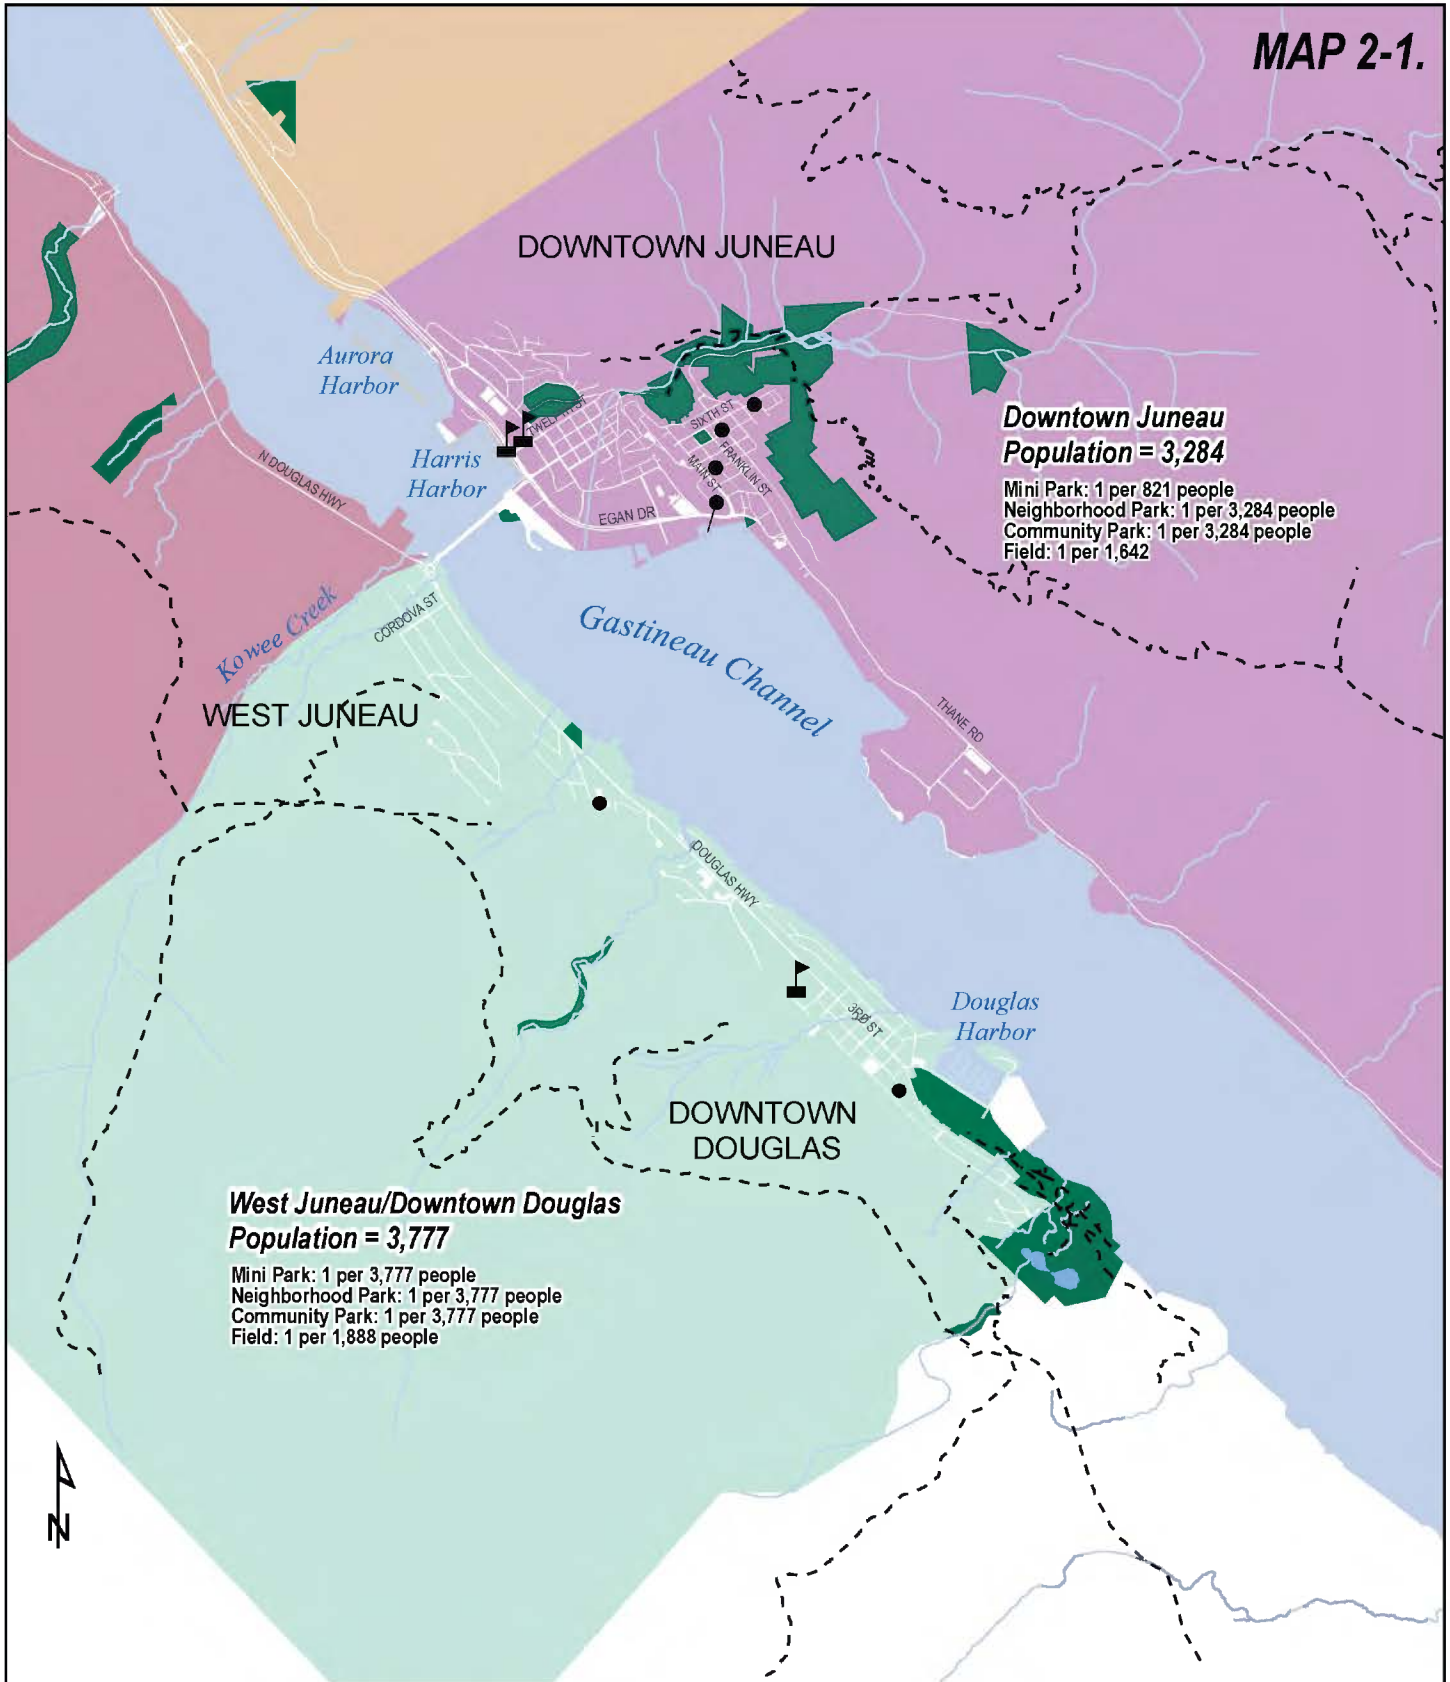 MAP 2-1.
DOWNTOWN JUNEAU
Aurora
Harbor
TWELFTH ST
SIXTH ST
FRANKLIN ST
MAIN ST
Harris
Harbor
N DOUGLAS HWY
EGAN DR
Downtown Juneau
Population = 3,284
Mini Park: 1 per 821 people
Neighborhood Park: 1 per 3,284 people
Community Park: 1 per 3,284 people
Field: 1 per 1,642
Kowee Creek
CORDOVA ST
Gastineau Channel
WEST JUNEAU
THANE RD
DOUGLAS HWY
3RD ST
Douglas
Harbor
DOWNTOWN
DOUGLAS
West Juneau/Downtown Douglas
Population = 3,777
Mini Park: 1 per 3,777 people
Neighborhood Park: 1 per 3,777 people
Community Park: 1 per 3,777 people
Field: 1 per 1,888 people
N